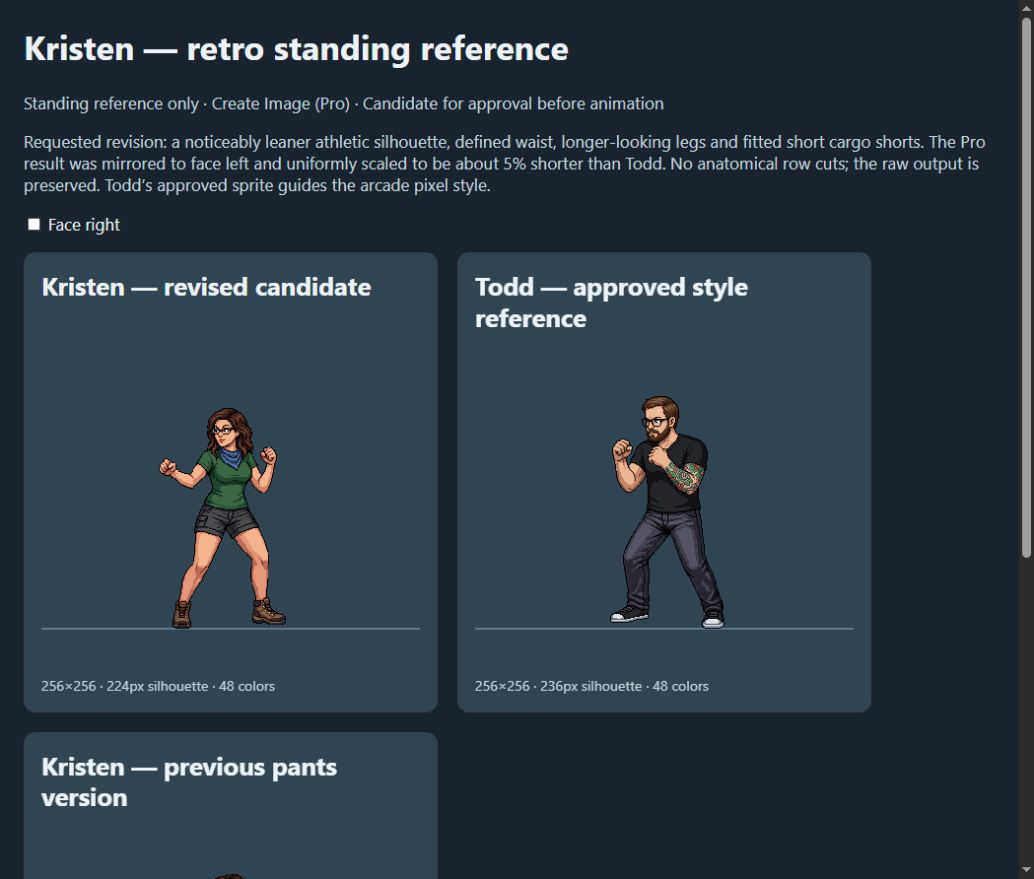 Kristen — retro standing reference
Standing reference only · Create Image (Pro) · Candidate for approval before animation
Requested revision: a noticeably leaner athletic silhouette, defined waist, longer-looking legs and fitted short cargo shorts. The Pro
result was mirrored to face left and uniformly scaled to be about 5% shorter than Todd. No anatomical row cuts; the raw output is
preserved. Todd’s approved sprite guides the arcade pixel style.
Face right
Kristen — revised candidate
256×256 · 224px silhouette · 48 colors
Todd — approved style
reference
256×256 · 236px silhouette · 48 colors
Kristen — previous pants
version